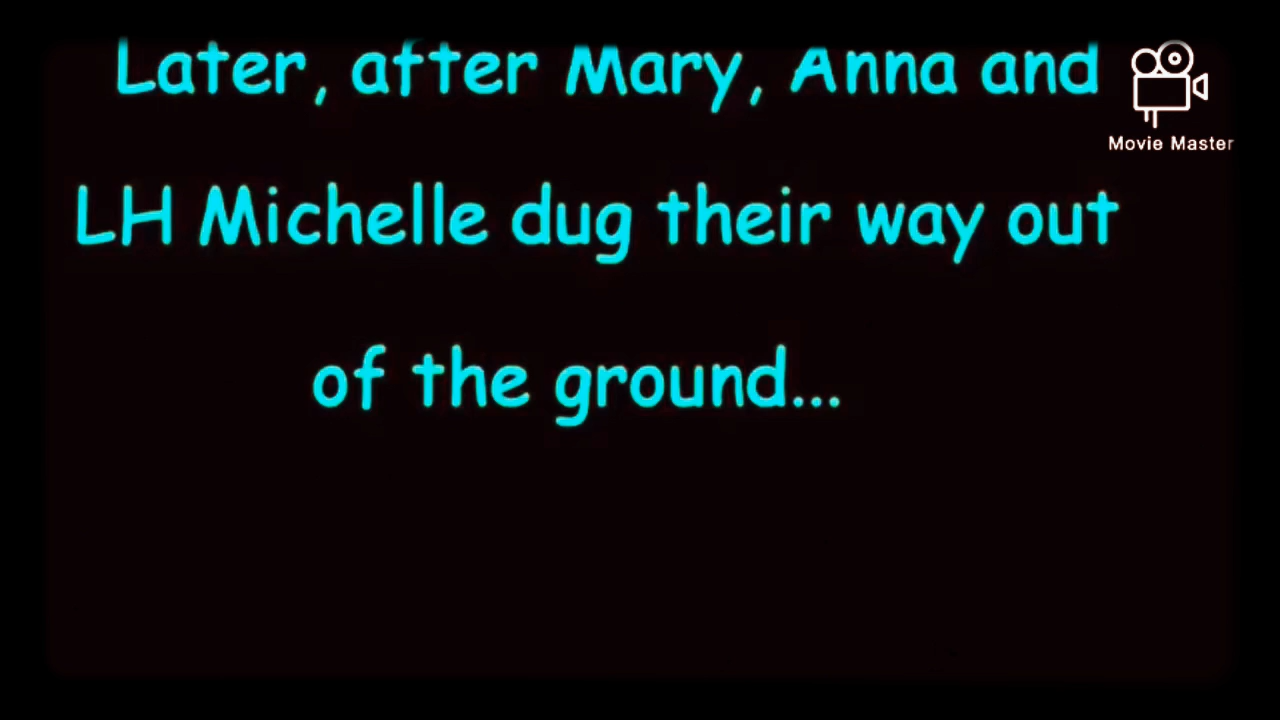 Later, after Mary, Anna and
Movie Master
LH Michelle dug their way out
of the ground...